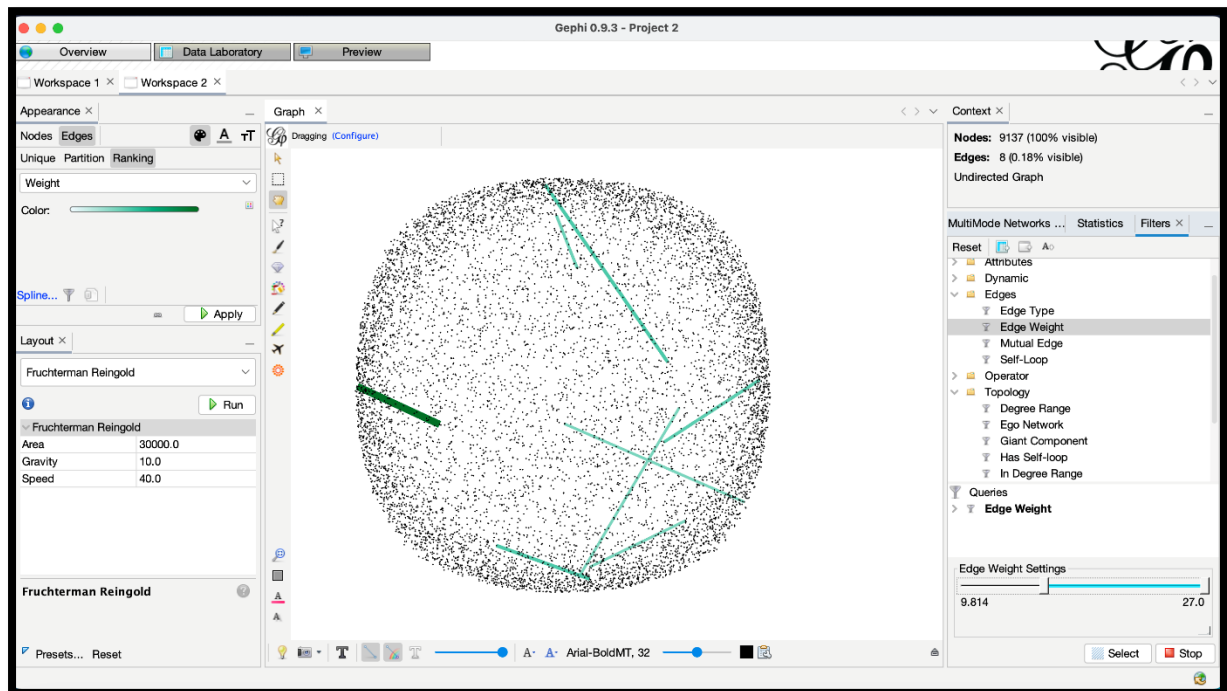 Gephi 0.9.3 - Project 2
Overview Data Laboratory Preview
Workspace 1 × Workspace 2 ×
Appearance ×
Nodes Edges
Unique Partition Ranking
Weight
Color:
Spline...
Apply
Layout ×
Fruchterman Reingold
Run
Fruchterman Reingold
Area 30000.0
Gravity 10.0
Speed 40.0
Fruchterman Reingold
Presets... Reset
Graph ×
Dragging (Configure)
A- A- Arial-BoldMT, 32
Context ×
Nodes: 9137 (100% visible)
Edges: 8 (0.18% visible)
Undirected Graph
MultiMode Networks ... Statistics Filters ×
Reset
Attributes
Dynamic
Edges
Edge Type
Edge Weight
Mutual Edge
Self-Loop
Operator
Topology
Degree Range
Ego Network
Giant Component
Has Self-loop
In Degree Range
Queries
Edge Weight
Edge Weight Settings
9.814 27.0
Select Stop